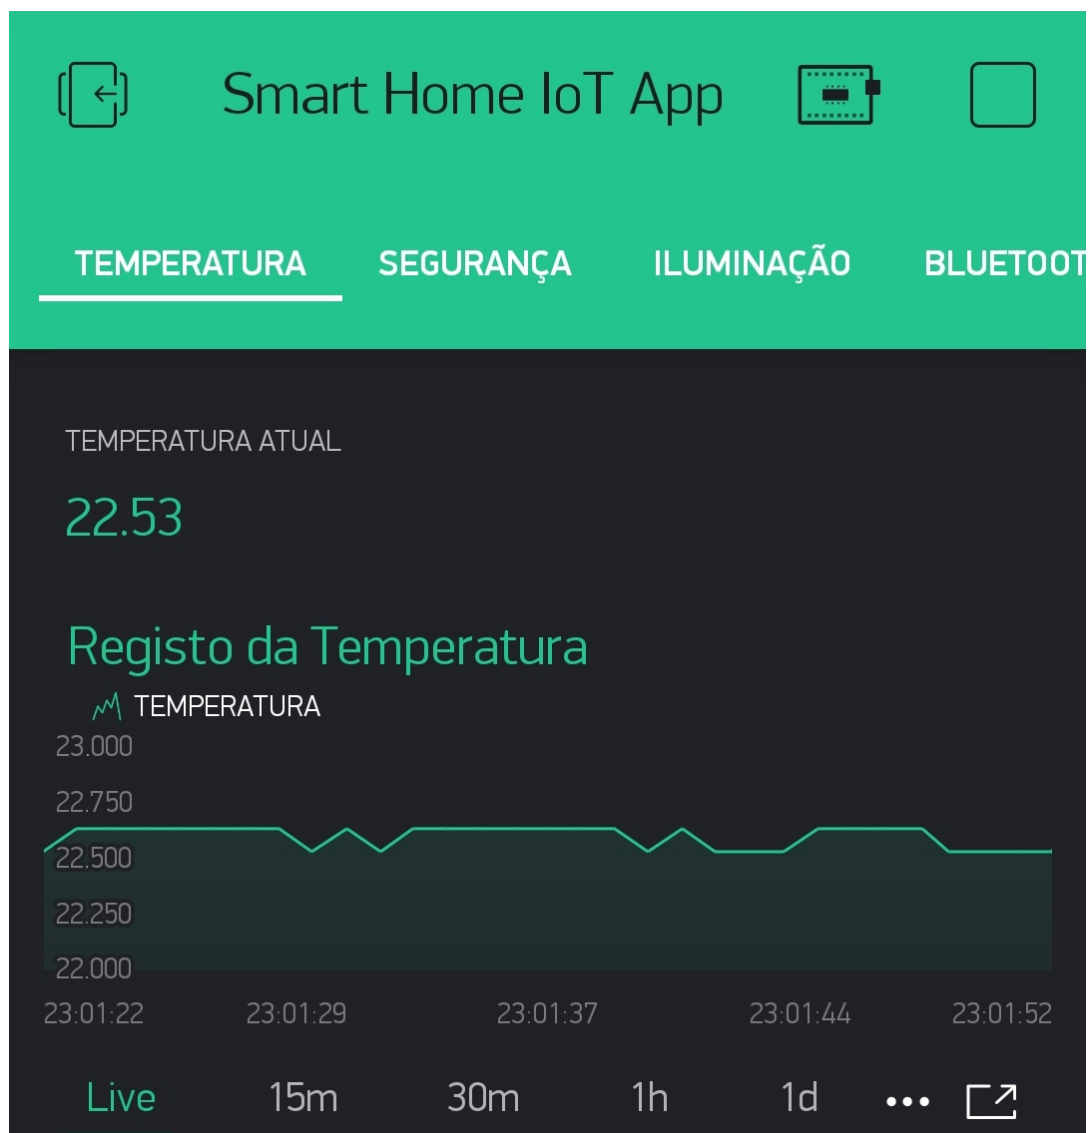 Smart Home IoT App
TEMPERATURA SEGURANÇA ILUMINAÇÃO BLUETOOT
TEMPERATURA ATUAL
22.53
Registo da Temperatura
TEMPERATURA
23.000
22.750
22.500
22.250
22.000
23:01:22 23:01:29 23:01:37 23:01:44 23:01:52
Live 15m 30m 1h 1d